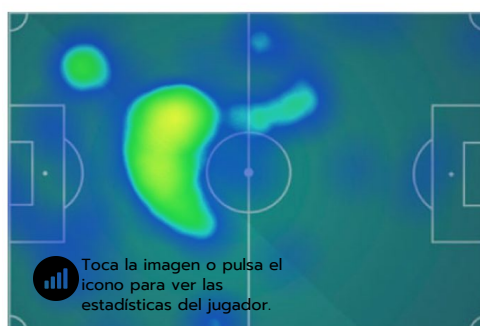 Toca la imagen o pulsa el
icono para ver las
estadísticas del jugador.